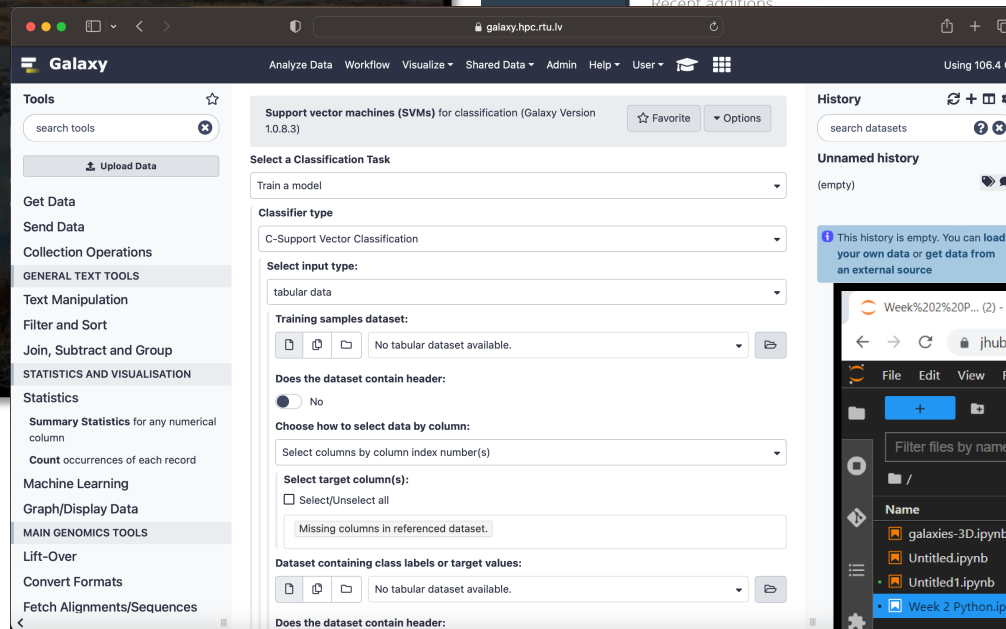 Recent additions
galaxy.hpc.rtu.lv
Galaxy
Analyze Data Workflow Visualize Shared Data Admin Help User
Using 106.4
Tools
search tools
Upload Data
Get Data
Send Data
Collection Operations
GENERAL TEXT TOOLS
Text Manipulation
Filter and Sort
Join, Subtract and Group
STATISTICS AND VISUALISATION
Statistics
Summary Statistics for any numerical
column
Count occurrences of each record
Machine Learning
Graph/Display Data
MAIN GENOMICS TOOLS
Lift-Over
Convert Formats
Fetch Alignments/Sequences
Support vector machines (SVMs) for classification (Galaxy Version
1.0.8.3)
Favorite
Options
Select a Classification Task
Train a model
Classifier type
C-Support Vector Classification
Select input type:
tabular data
Training samples dataset:
No tabular dataset available.
Does the dataset contain header:
No
Choose how to select data by column:
Select columns by column index number(s)
Select target column(s):
Select/Unselect all
Missing columns in referenced dataset.
Dataset containing class labels or target values:
No tabular dataset available.
Does the dataset contain header:
History
search datasets
Unnamed history
(empty)
This history is empty. You can load
your own data or get data from
an external source
Week%202%20P... (2) -
jhub
File Edit View
Filter files by name
/
Name
galaxies-3D.ipynb
Untitled.ipynb
Untitled1.ipynb
Week 2 Python.ip